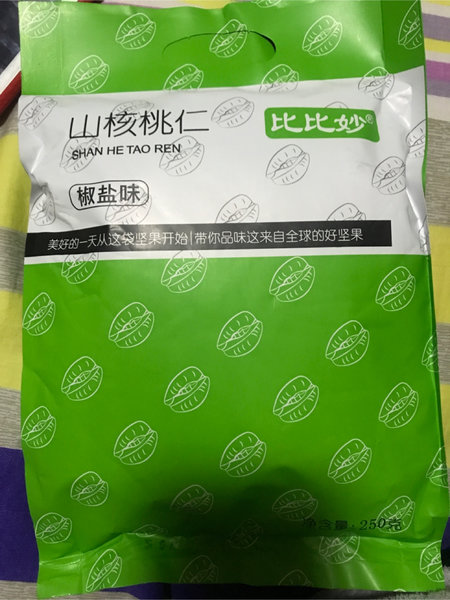 山核桃仁
SHAN HE TAO REN
比比妙®
椒盐味
美好的一天从这袋坚果开始|带你品味这来自全球的好坚果
净含量:250克